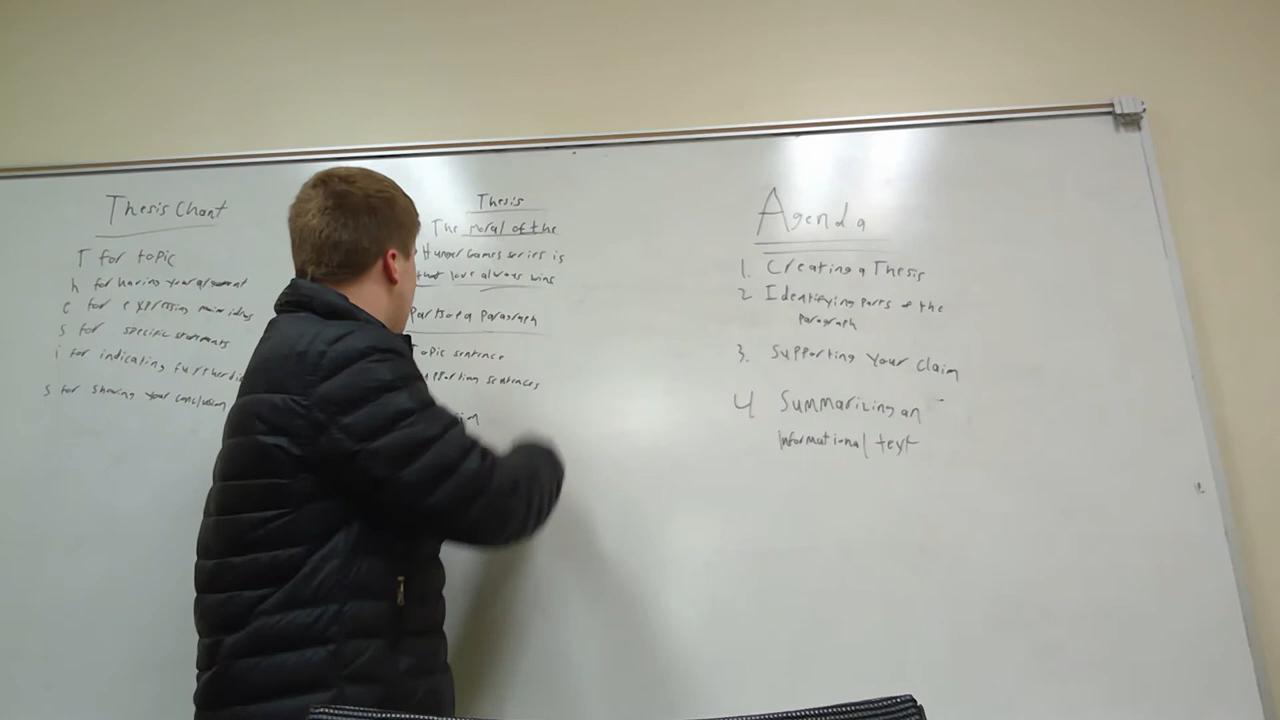 Thesis Chart
T for topic
h for having your argument
e for expressing main ideas
s for specific statements
i for indicating further
s for showing your conclusion
Thesis
The moral of the
Hunger Games series is
that love always wins
Parts of a Paragraph
topic sentence
supporting sentences
Agenda
1. Creating a Thesis
2 Identifying parts of the
paragraph
3. Supporting your claim
4 Summarizing an
informational text